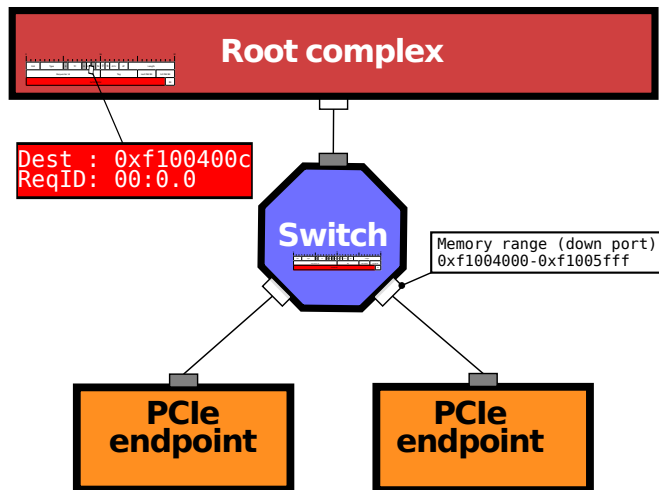 Root complex
Dest : 0xf100400c
ReqID: 00:0.0
Switch
Memory range (down port)
0xf1004000-0xf1005fff
PCIe
endpoint
PCIe
endpoint